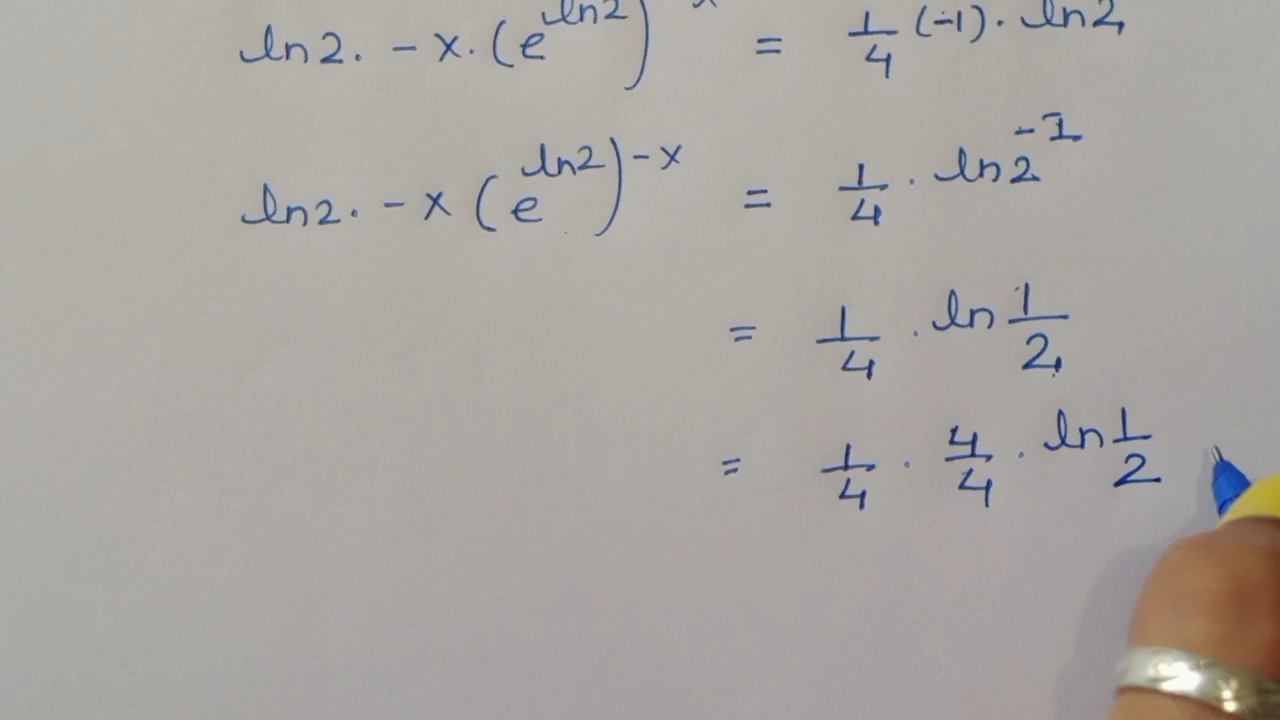 ln2. -x. (e^ln2)^-x = 1/4 (-1). ln2
ln2. -x (e^ln2)^-x = 1/4 . ln2^-1
= 1/4 . ln 1/2
= 1/4 . 4/4 . ln 1/2